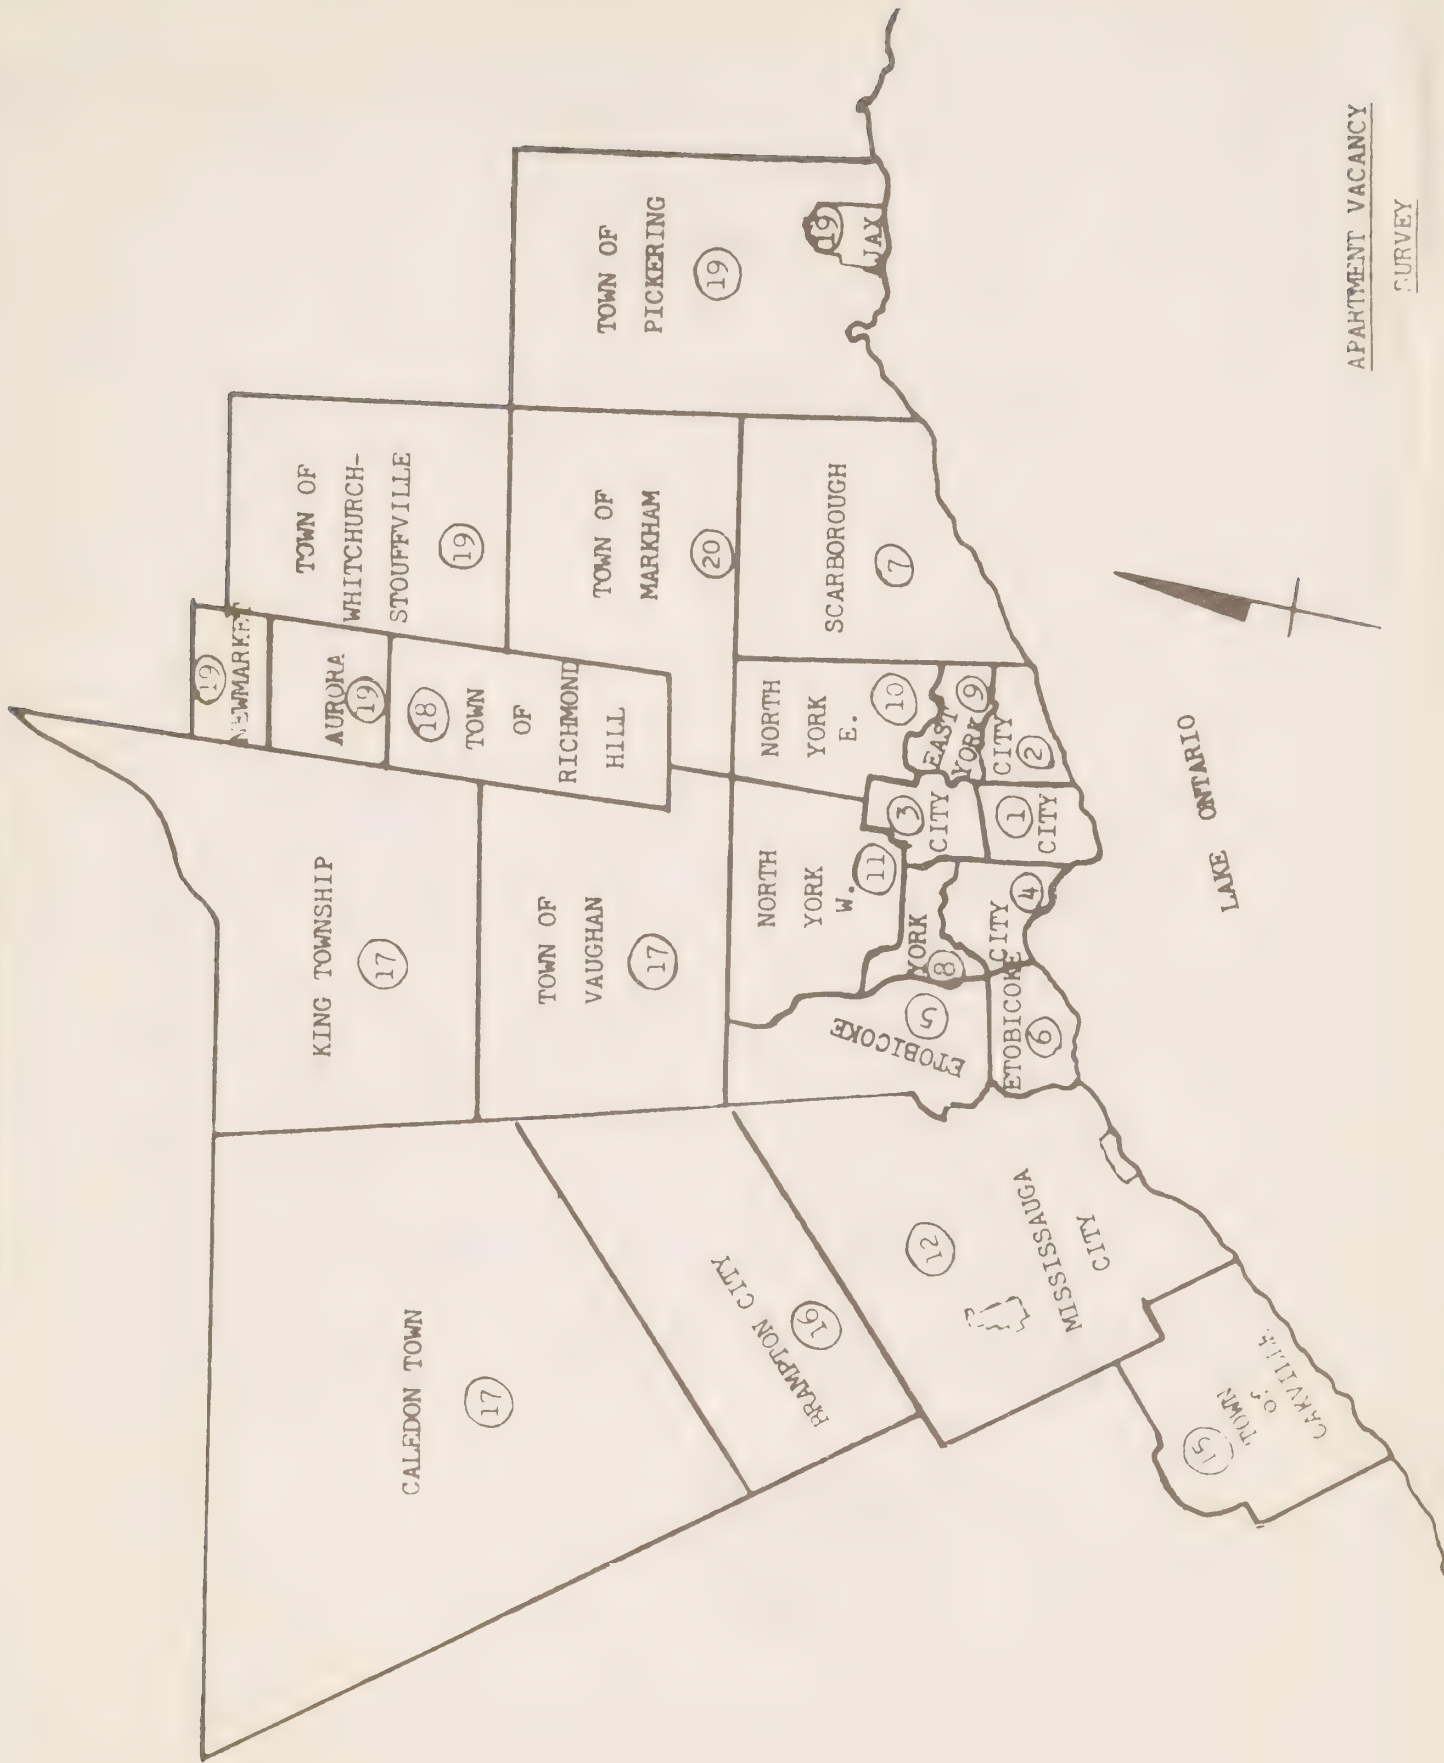 APARTMENT VACANCY
SURVEY
TOWN OF
PICKERING
19
19
JAX
TOWN OF
WHITCHURCH-
STOUFFVILLE
19
TOWN OF
MARKHAM
20
SCARBOROUGH
7
19
NEWMARKET
AURORA
19
18
TOWN
OF
RICHMOND
HILL
NORTH
YORK
E.
10
EAST
YORK
9
CITY
2
3
CITY
1
CITY
NORTH
YORK
W.
11
YORK
8
CITY
4
ETOBICOKE
5
ETOBICOKE
6
KING TOWNSHIP
17
TOWN OF
VAUGHAN
17
CALEDON TOWN
17
BRAMPTON CITY
16
12
MISSISSAUGA
CITY
15
TOWN
OF
OAKVILLE
LAKE ONTARIO